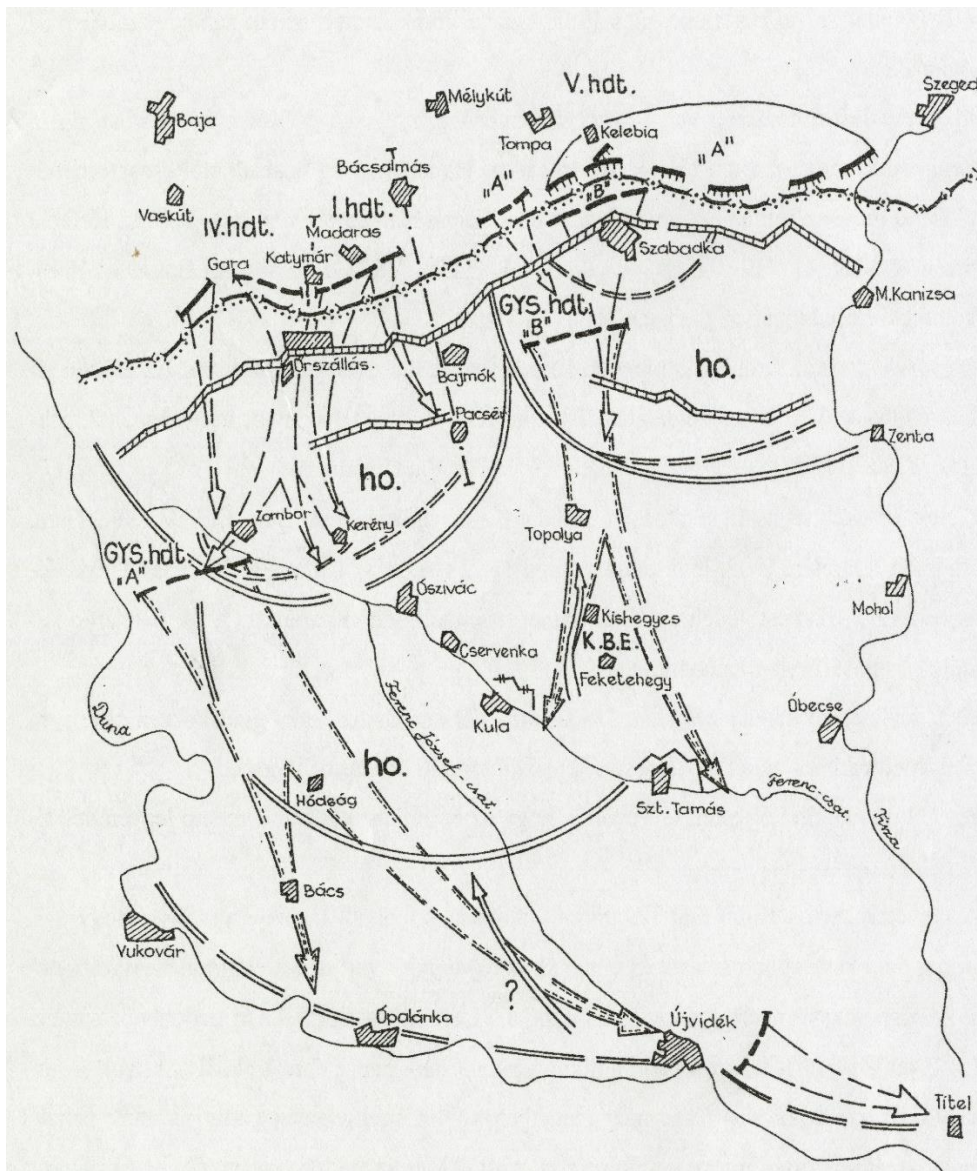 Baja
Mélykút
V. hdt.
Szeged
Tompa
Kelebia
Bácsalmás
„A"
„A"
Vaskút
„B"
IV. hdt.
I. hdt.
Madaras
Gara
Katymár
Szabadka
M.Kanizsa
GYS. hdt.
„B"
Őrszállás
Bajmók
ho.
Pacsér
Zenta
ho.
Zombor
Kerény
Topolya
GYS. hdt.
„A"
Ószivác
Mohol
Kishegyes
Cservenka
K.B.E.
Feketehegy
Duna
Ferenc József csat.
Kula
Óbecse
ho.
Hódság
Szt. Tamás
Ferenc-csat.
Tisza
Bács
Vukovár
?
Ópalánka
Újvidék
Titel